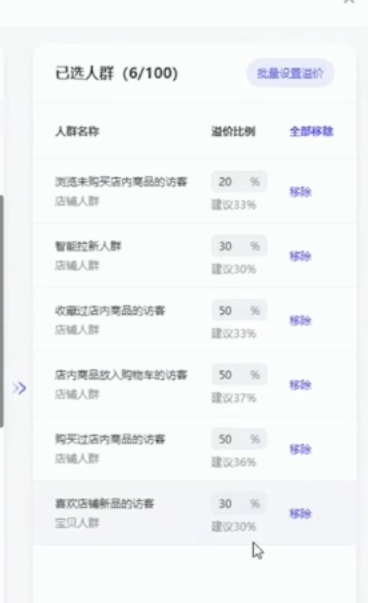 已选人群（6/100）
批量设置溢价
人群名称 溢价比例 全部移除
浏览未购买店内商品的访客 20 % 移除
店铺人群 建议33%
智能拉新人群 30 % 移除
店铺人群 建议30%
收藏过店内商品的访客 50 % 移除
店铺人群 建议33%
店内商品放入购物车的访客 50 % 移除
店铺人群 建议37%
购买过店内商品的访客 50 % 移除
店铺人群 建议36%
喜欢店铺新品的访客 30 % 移除
宝贝人群 建议30%